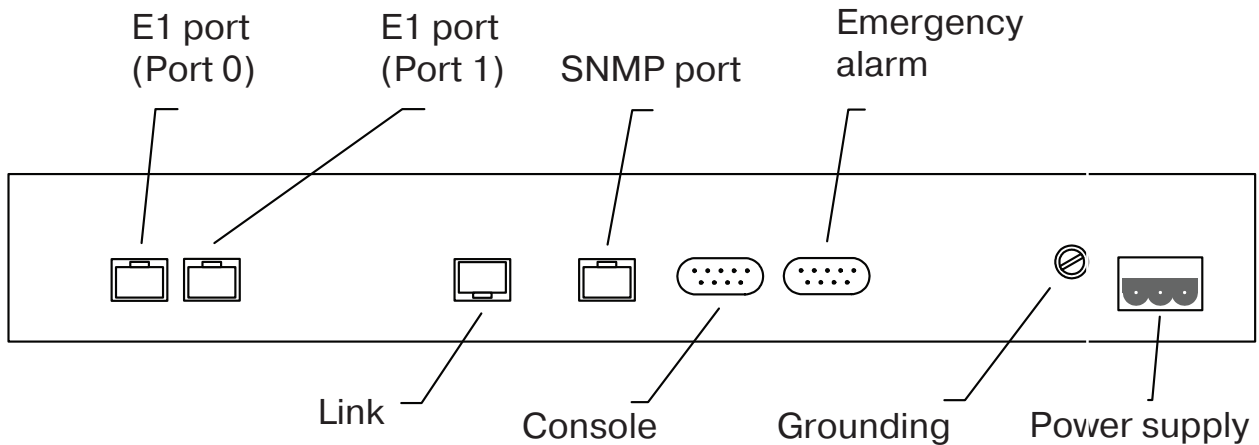 E1 port
(Port 0)
E1 port
(Port 1)
SNMP port
Emergency
alarm
Link
Console
Grounding
Power supply